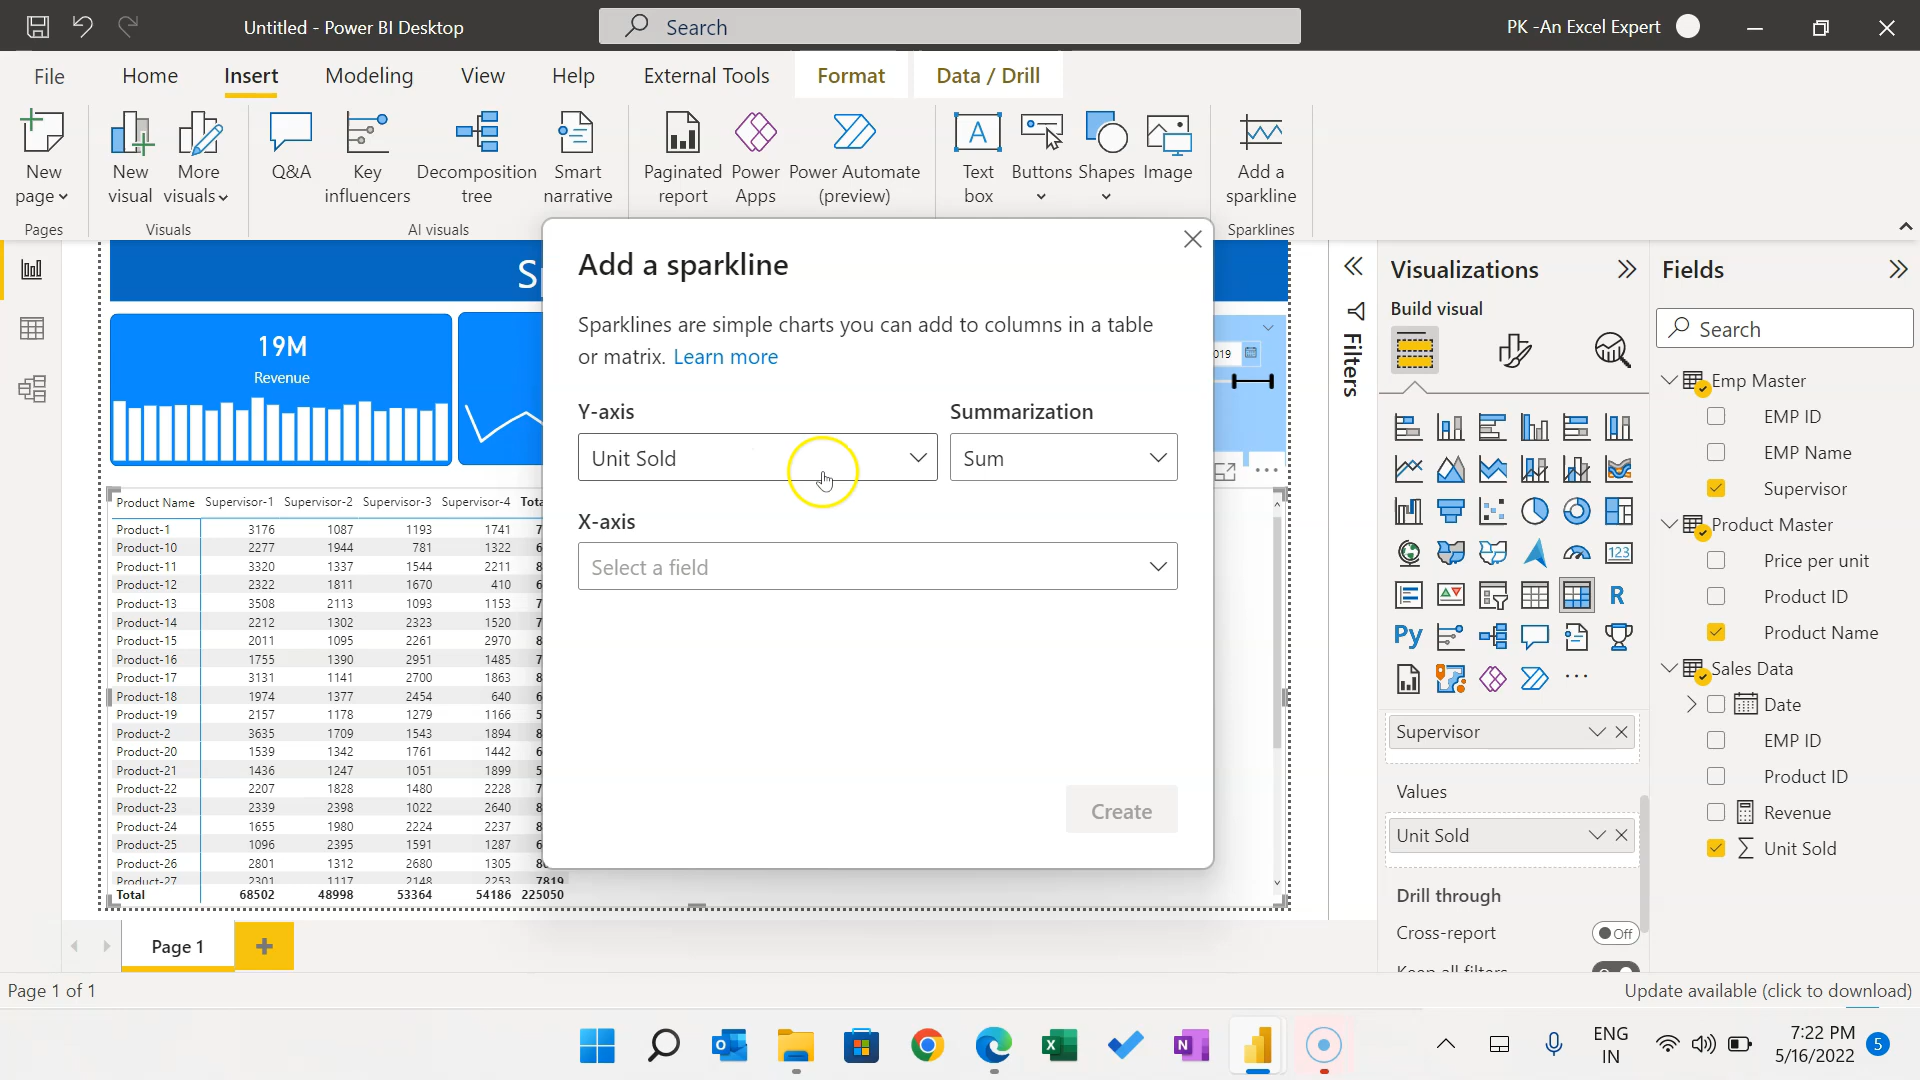 Untitled - Power BI Desktop
Search
PK -An Excel Expert
File Home Insert Modeling View Help External Tools Format Data / Drill
New page
New visual
More visuals
Q&A
Key influencers
Decomposition tree
Smart narrative
Paginated report
Power Apps
Power Automate (preview)
Text box
Buttons
Shapes
Image
Add a sparkline
Pages
Visuals
AI visuals
Sparklines
19M
Revenue
019
Add a sparkline
Sparklines are simple charts you can add to columns in a table
or matrix. Learn more
Y-axis Summarization
Unit Sold Sum
X-axis
Select a field
Create
Product Name Supervisor-1 Supervisor-2 Supervisor-3 Supervisor-4
Product-1 3176 1087 1193 1741
Product-10 2277 1944 781 1322
Product-11 3320 1337 1544 2211
Product-12 2322 1811 1670 410
Product-13 3508 2113 1093 1153
Product-14 2212 1302 2323 1520
Product-15 2011 1095 2261 2970
Product-16 1755 1390 2951 1485
Product-17 3131 1141 2700 1863
Product-18 1974 1377 2454 640
Product-19 2157 1178 1279 1166
Product-2 3635 1709 1543 1894
Product-20 1539 1342 1761 1442
Product-21 1436 1247 1051 1899
Product-22 2207 1828 1480 2228
Product-23 2339 2398 1022 2640
Product-24 1655 1980 2224 2237
Product-25 1096 2395 1591 1287
Product-26 2801 1312 2680 1305
Product-27 2301 1117 2148 2253 7819
Total 68502 48998 53364 54186 225050
Filters
Visualizations
Build visual
123
R
Py
Supervisor
Values
Unit Sold
Drill through
Cross-report Off
Keep all filters
Fields
Search
Emp Master
EMP ID
EMP Name
Supervisor
Product Master
Price per unit
Product ID
Product Name
Sales Data
Date
EMP ID
Product ID
Revenue
Unit Sold
Page 1
Page 1 of 1
Update available (click to download)
ENG
IN
7:22 PM
5/16/2022
5